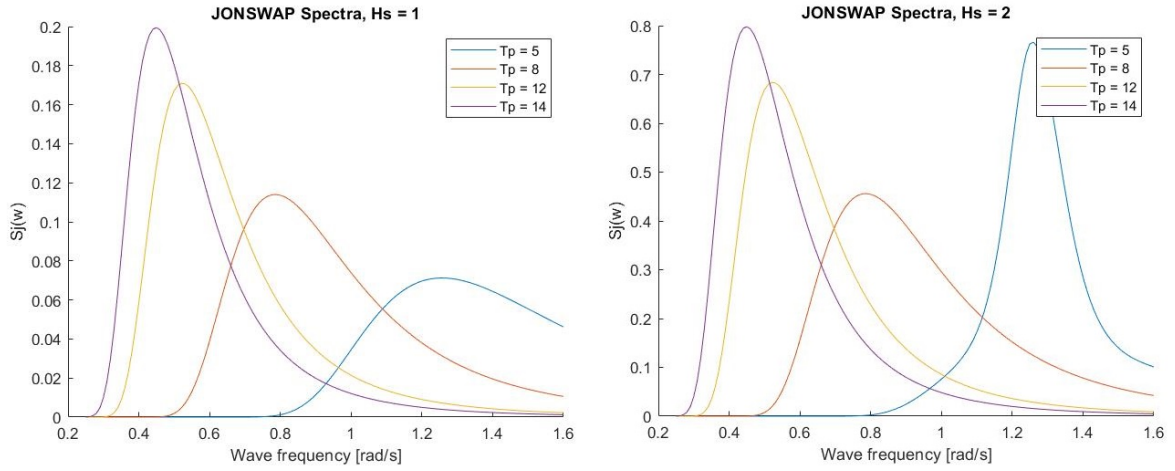 JONSWAP Spectra, Hs = 1
0.2
0.18
0.16
0.14
0.12
0.1
0.08
0.06
0.04
0.02
0
Sj(w)
Tp = 5
Tp = 8
Tp = 12
Tp = 14
0.2 0.4 0.6 0.8 1 1.2 1.4 1.6
Wave frequency [rad/s]
JONSWAP Spectra, Hs = 2
0.8
0.7
0.6
0.5
0.4
0.3
0.2
0.1
0
Sj(w)
Tp = 5
Tp = 8
Tp = 12
Tp = 14
0.2 0.4 0.6 0.8 1 1.2 1.4 1.6
Wave frequency [rad/s]